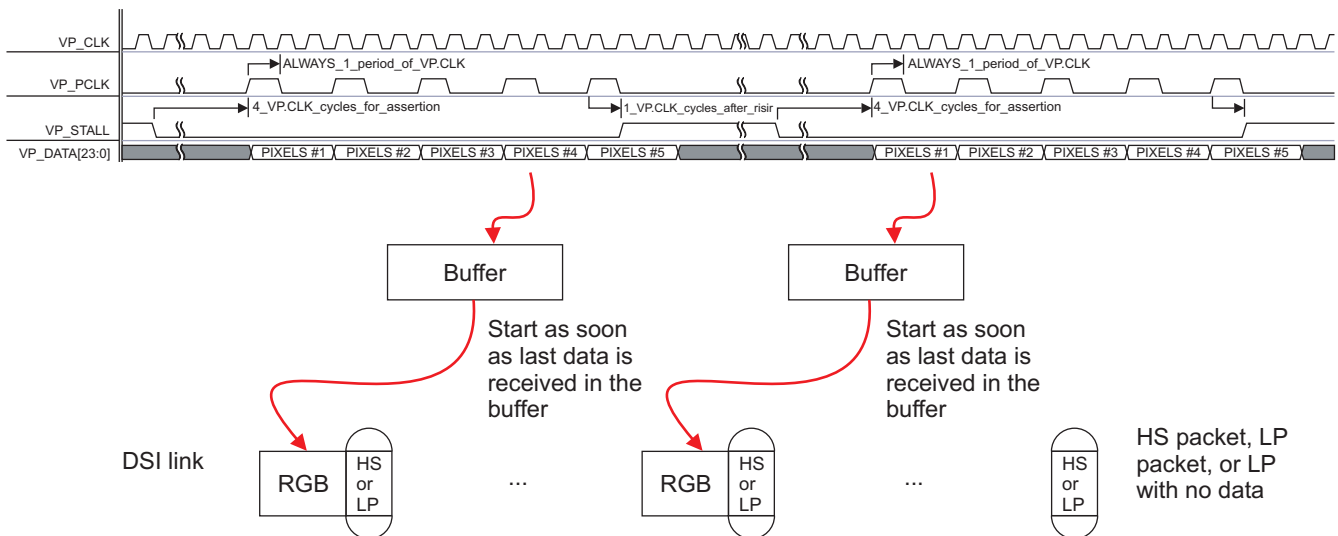 VP_CLK
ALWAYS_1_period_of_VP.CLK
ALWAYS_1_period_of_VP.CLK
VP_PCLK
4_VP.CLK_cycles_for_assertion
1_VP.CLK_cycles_after_risir
4_VP.CLK_cycles_for_assertion
VP_STALL
VP_DATA[23:0]
PIXELS #1
PIXELS #2
PIXELS #3
PIXELS #4
PIXELS #5
PIXELS #1
PIXELS #2
PIXELS #3
PIXELS #4
PIXELS #5
Buffer
Buffer
Start as soon
as last data is
received in the
buffer
Start as soon
as last data is
received in the
buffer
DSI link
RGB
HS
or
LP
...
RGB
HS
or
LP
...
HS
or
LP
HS packet, LP
packet, or LP
with no data